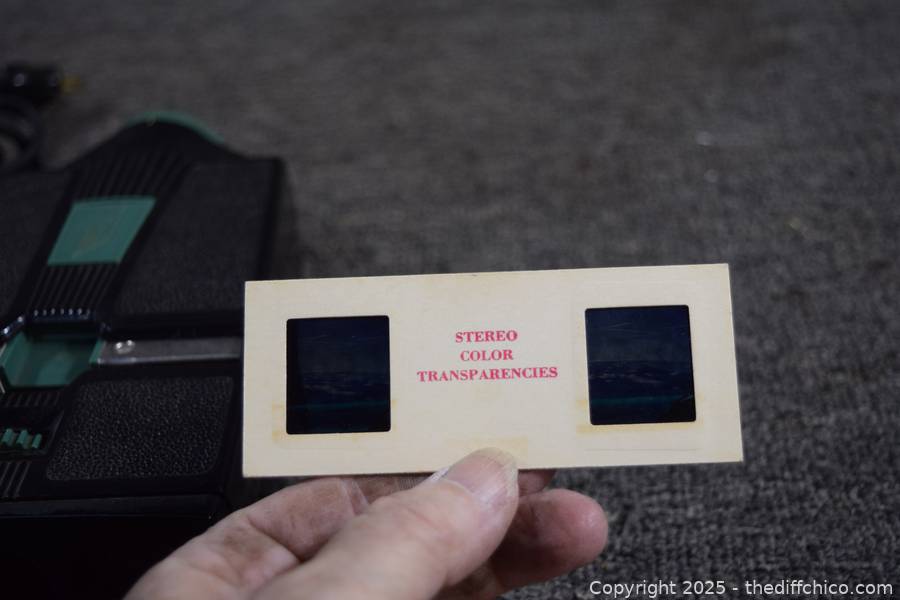 STEREO
COLOR
TRANSPARENCIES
Copyright 2025 - thediffchico.com